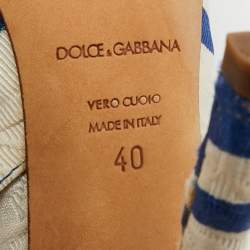 DOLCE & GABBANA
VERO CUOIO
MADE IN ITALY
40